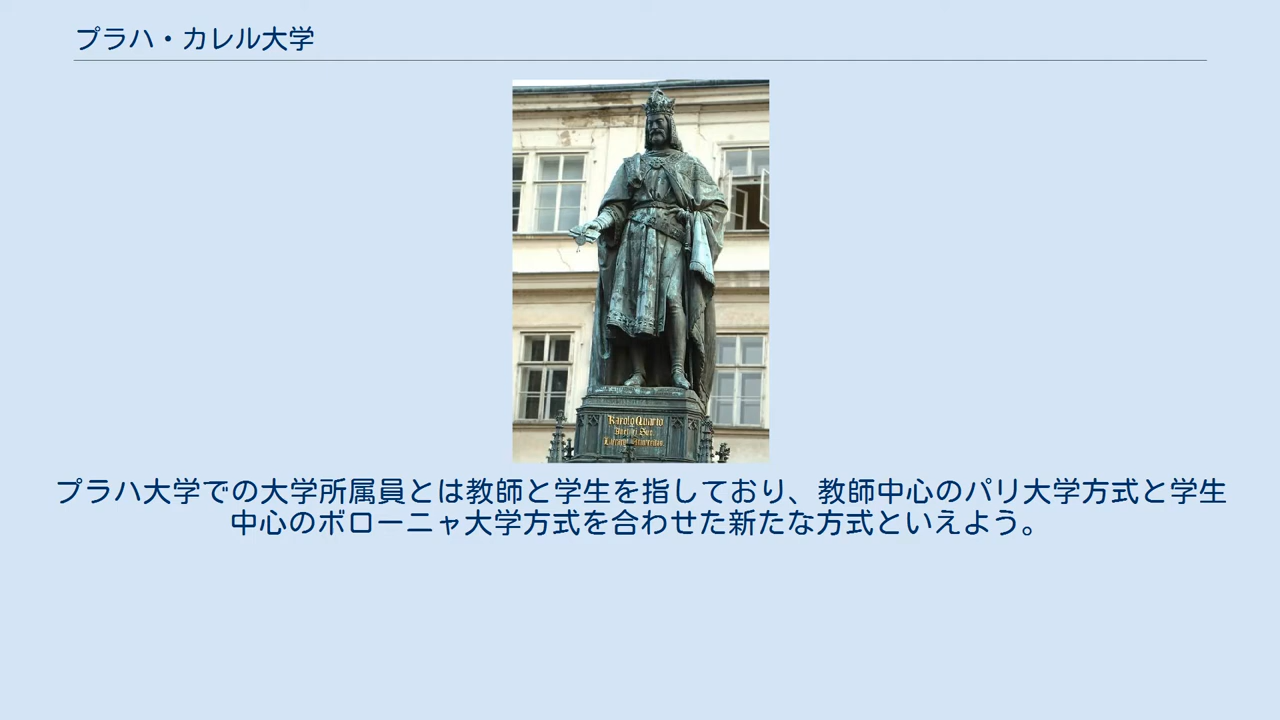 プラハ・カレル大学
Karolo Quarto
プラハ大学での大学所属員とは教師と学生を指しており、教師中心のパリ大学方式と学生
中心のボローニャ大学方式を合わせた新たな方式といえよう。